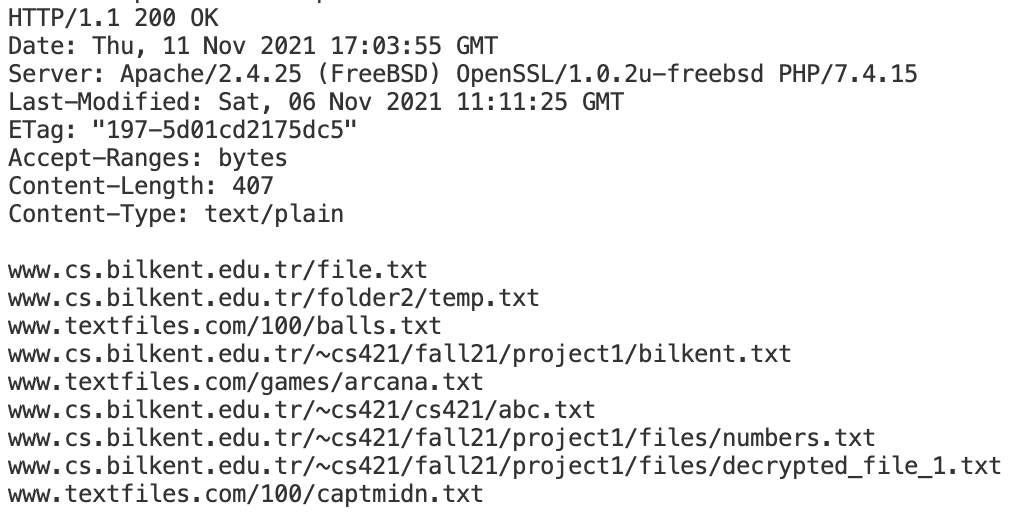 HTTP/1.1 200 OK
Date: Thu, 11 Nov 2021 17:03:55 GMT
Server: Apache/2.4.25 (FreeBSD) OpenSSL/1.0.2u-freebsd PHP/7.4.15
Last-Modified: Sat, 06 Nov 2021 11:11:25 GMT
ETag: "197-5d01cd2175dc5"
Accept-Ranges: bytes
Content-Length: 407
Content-Type: text/plain

www.cs.bilkent.edu.tr/file.txt
www.cs.bilkent.edu.tr/folder2/temp.txt
www.textfiles.com/100/balls.txt
www.cs.bilkent.edu.tr/~cs421/fall21/project1/bilkent.txt
www.textfiles.com/games/arcana.txt
www.cs.bilkent.edu.tr/~cs421/cs421/abc.txt
www.cs.bilkent.edu.tr/~cs421/fall21/project1/files/numbers.txt
www.cs.bilkent.edu.tr/~cs421/fall21/project1/files/decrypted_file_1.txt
www.textfiles.com/100/captmidn.txt